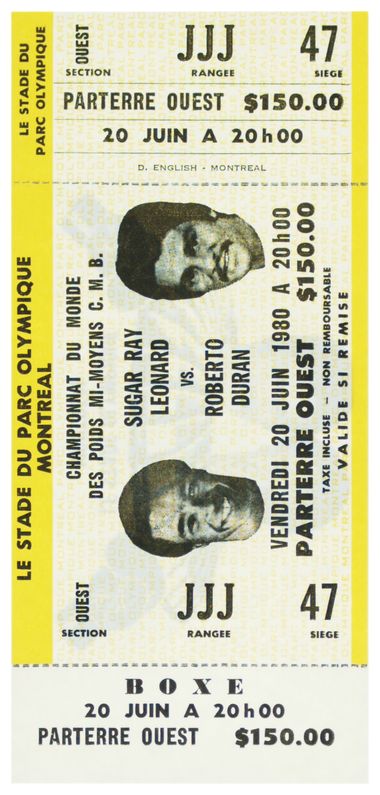 LE STADE DU
PARC OLYMPIQUE
OUEST JJJ 47
SECTION RANGEE SIEGE
PARTERRE OUEST $150.00
20 JUIN A 20h00
D. ENGLISH - MONTREAL
LE STADE DU PARC OLYMPIQUE
MONTREAL
CHAMPIONNAT DU MONDE
DES POIDS MI-MOYENS C. M. B.
SUGAR RAY
LEONARD
VS.
ROBERTO
DURAN
VENDREDI 20 JUIN 1980 A 20h00
PARTERRE OUEST $150.00
TAXE INCLUSE - NON REMBOURSABLE
VALIDE SI REMISE
OUEST JJJ 47
SECTION RANGEE SIEGE
BOXE
20 JUIN A 20h00
PARTERRE OUEST $150.00